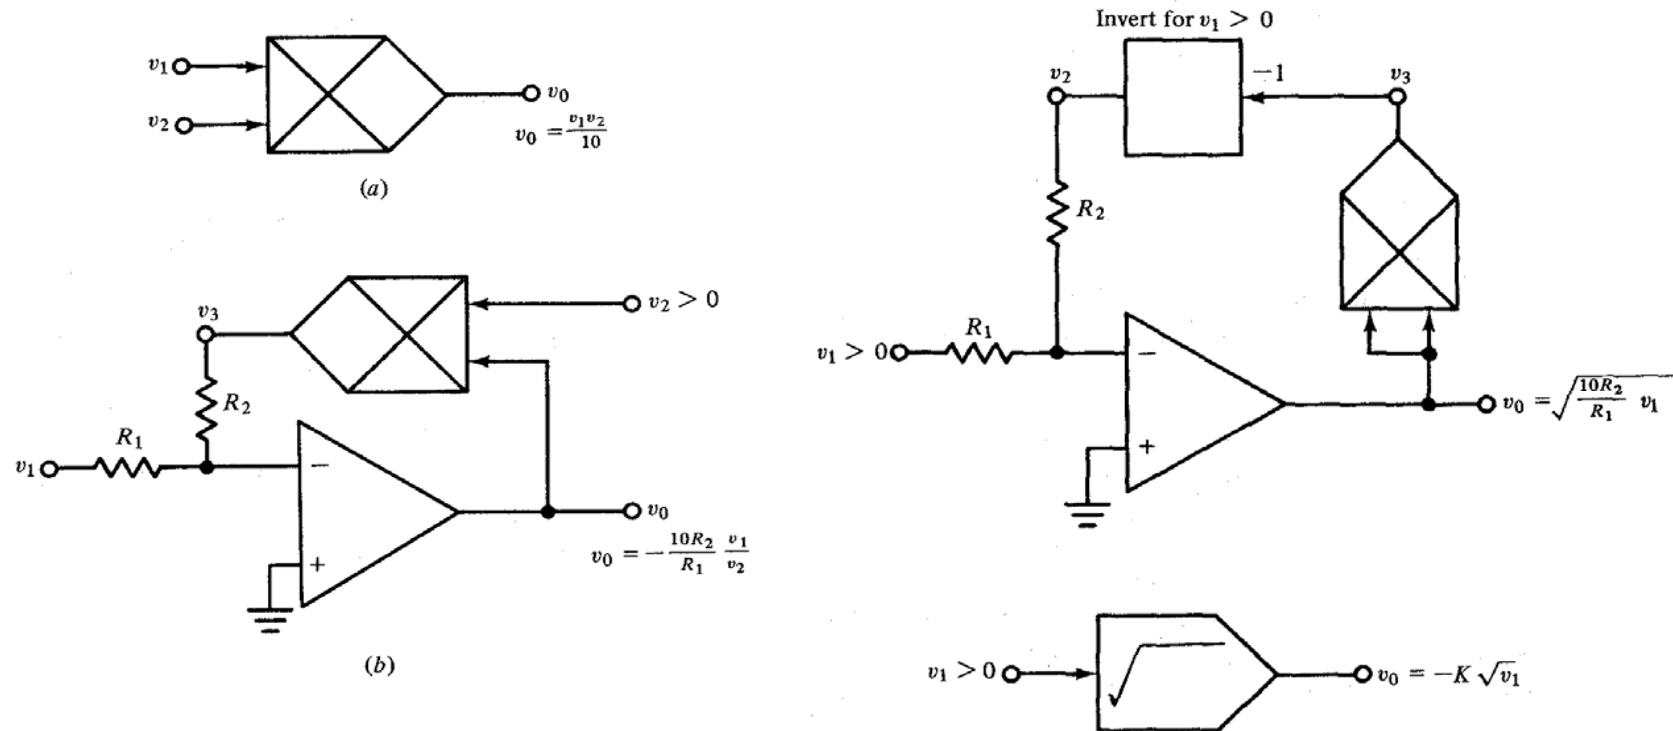 v₁
v₂
v₀
v₀ = v₁v₂/10
(a)
v₃
v₂ > 0
R₂
R₁
v₁
−
+
v₀
v₀ = − 10R₂/R₁ v₁/v₂
(b)
Invert for v₁ > 0
v₂
−1
v₃
R₂
R₁
v₁ > 0
−
+
v₀ = √(10R₂/R₁ v₁)
v₁ > 0
√
v₀ = −K √v₁